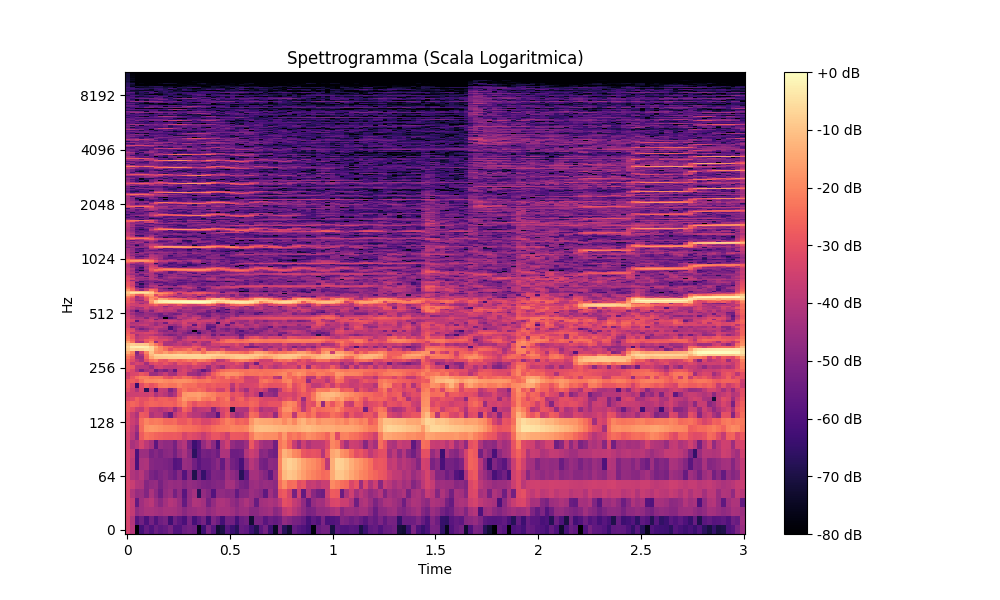 Spettrogramma (Scala Logaritmica)
8192
4096
2048
1024
512
256
128
64
0
Hz
0
0.5
1
1.5
2
2.5
3
Time
+0 dB
-10 dB
-20 dB
-30 dB
-40 dB
-50 dB
-60 dB
-70 dB
-80 dB